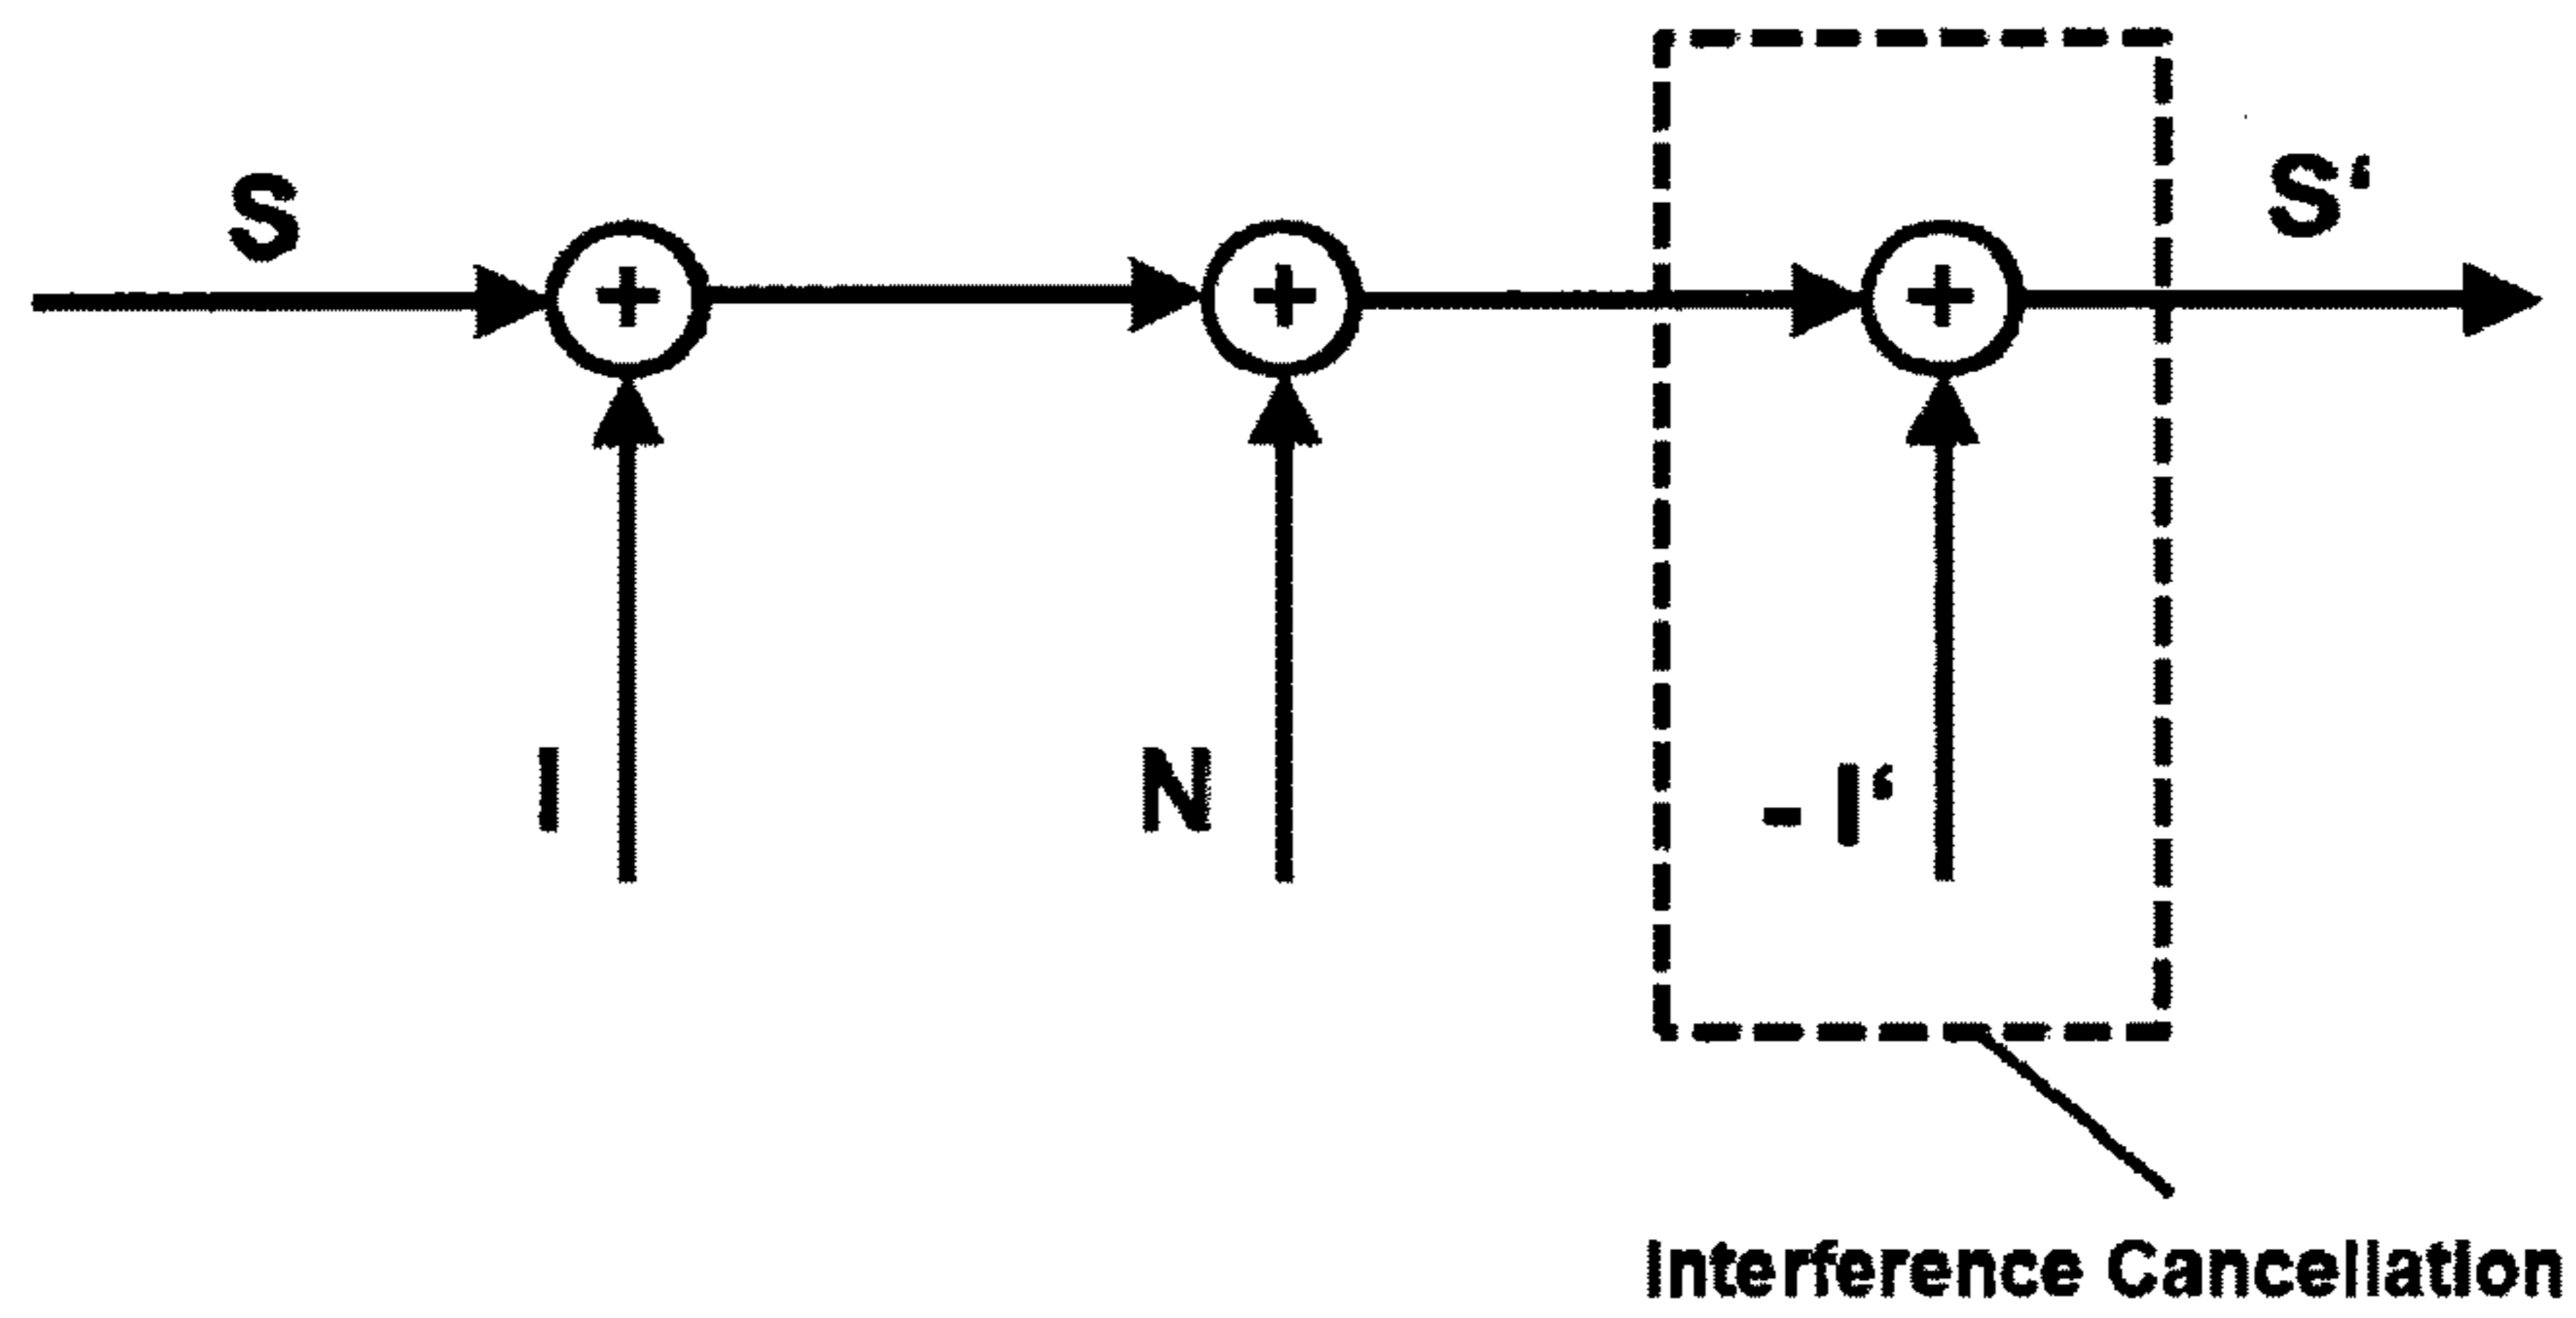 S
+
+
+
S‘
I
N
- I‘
Interference Cancellation